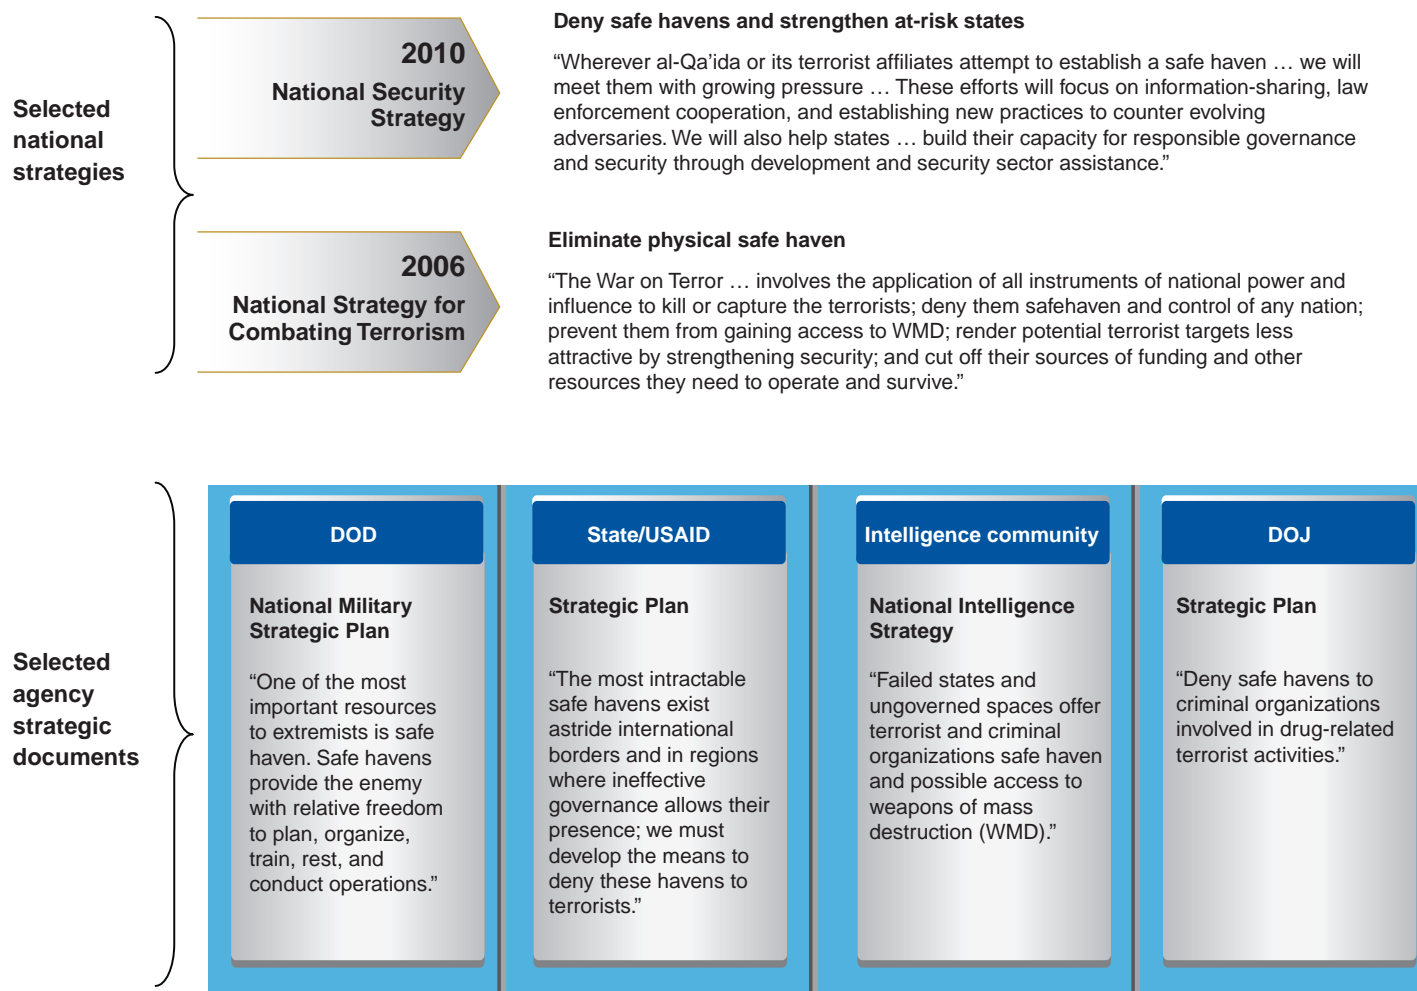 Selected
national
strategies
2010
National Security
Strategy
Deny safe havens and strengthen at-risk states
“Wherever al-Qa’ida or its terrorist affiliates attempt to establish a safe haven … we will
meet them with growing pressure … These efforts will focus on information-sharing, law
enforcement cooperation, and establishing new practices to counter evolving
adversaries. We will also help states … build their capacity for responsible governance
and security through development and security sector assistance.”
2006
National Strategy for
Combating Terrorism
Eliminate physical safe haven
“The War on Terror … involves the application of all instruments of national power and
influence to kill or capture the terrorists; deny them safehaven and control of any nation;
prevent them from gaining access to WMD; render potential terrorist targets less
attractive by strengthening security; and cut off their sources of funding and other
resources they need to operate and survive.”
Selected
agency
strategic
documents
DOD
National Military
Strategic Plan
“One of the most
important resources
to extremists is safe
haven. Safe havens
provide the enemy
with relative freedom
to plan, organize,
train, rest, and
conduct operations.”
State/USAID
Strategic Plan
“The most intractable
safe havens exist
astride international
borders and in regions
where ineffective
governance allows their
presence; we must
develop the means to
deny these havens to
terrorists.”
Intelligence community
National Intelligence
Strategy
“Failed states and
ungoverned spaces offer
terrorist and criminal
organizations safe haven
and possible access to
weapons of mass
destruction (WMD).”
DOJ
Strategic Plan
“Deny safe havens to
criminal organizations
involved in drug-related
terrorist activities.”